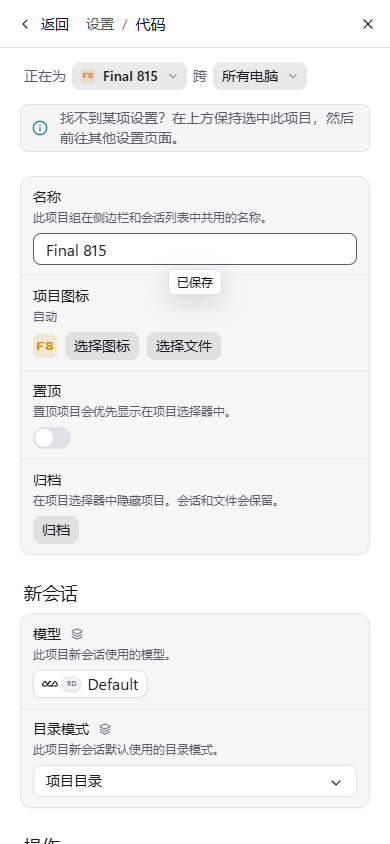 返回 设置 / 代码
正在为 F8 Final 815 跨 所有电脑
找不到某项设置？在上方保持选中此项目，然后
前往其他设置页面。
名称
此项目组在侧边栏和会话列表中共用的名称。
Final 815
已保存
项目图标
自动
F8 选择图标 选择文件
置顶
置顶项目会优先显示在项目选择器中。
归档
在项目选择器中隐藏项目。会话和文件会保留。
归档
新会话
模型
此项目新会话使用的模型。
RD Default
目录模式
此项目新会话默认使用的目录模式。
项目目录